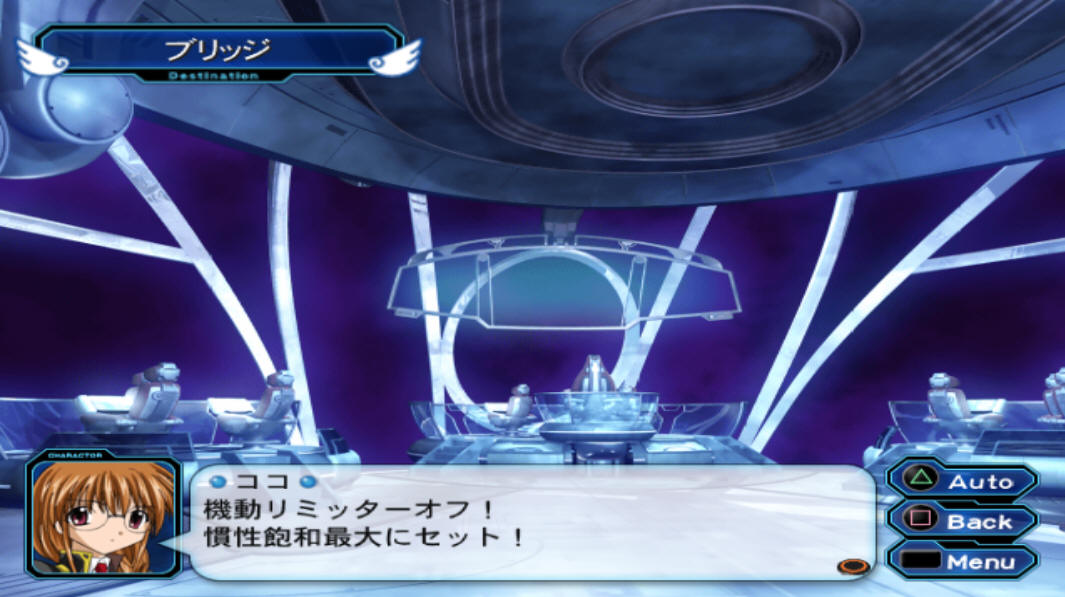 ブリッジ
Destination
CHARACTOR
ココ
機動リミッターオフ！
慣性飽和最大にセット！
Auto
Back
Menu